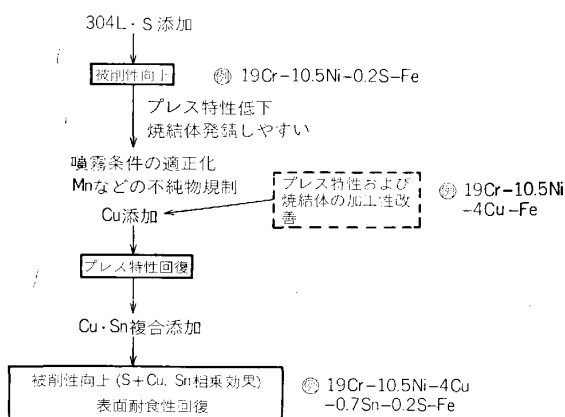 304L・S 添加
被削性向上
例 19Cr-10.5Ni-0.2S-Fe
プレス特性低下
焼結体発錆しやすい
噴霧条件の適正化
Mnなどの不純物規制
Cu添加
プレス特性および
焼結体の加工性改
善
例 19Cr-10.5Ni
-4Cu-Fe
プレス特性回復
Cu・Sn複合添加
被削性向上 (S+Cu, Sn相乗効果)
表面耐食性回復
例 19Cr-10.5Ni-4Cu
-0.7Sn-0.2S-Fe